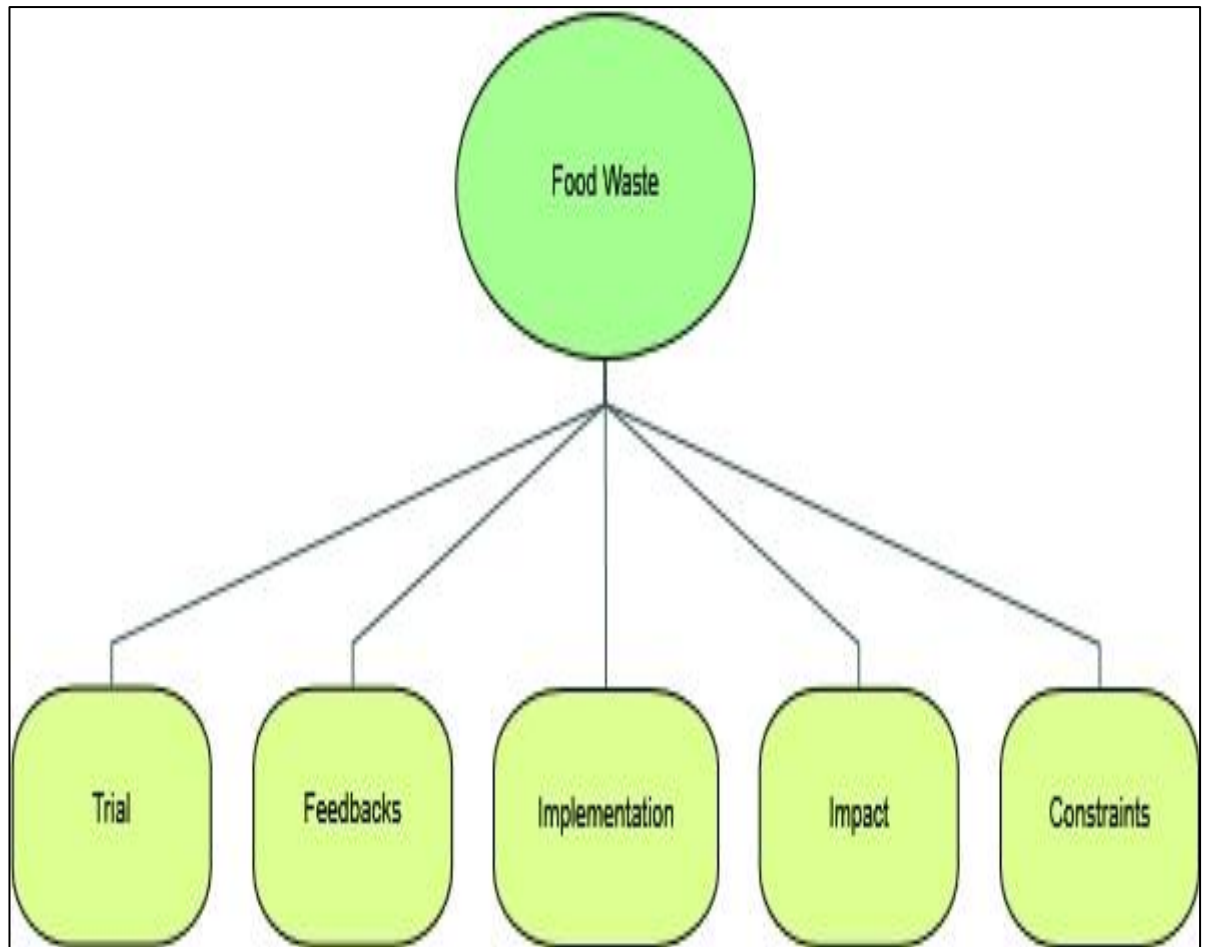 Food Waste
Trial
Feedbacks
Implementation
Impact
Constraints